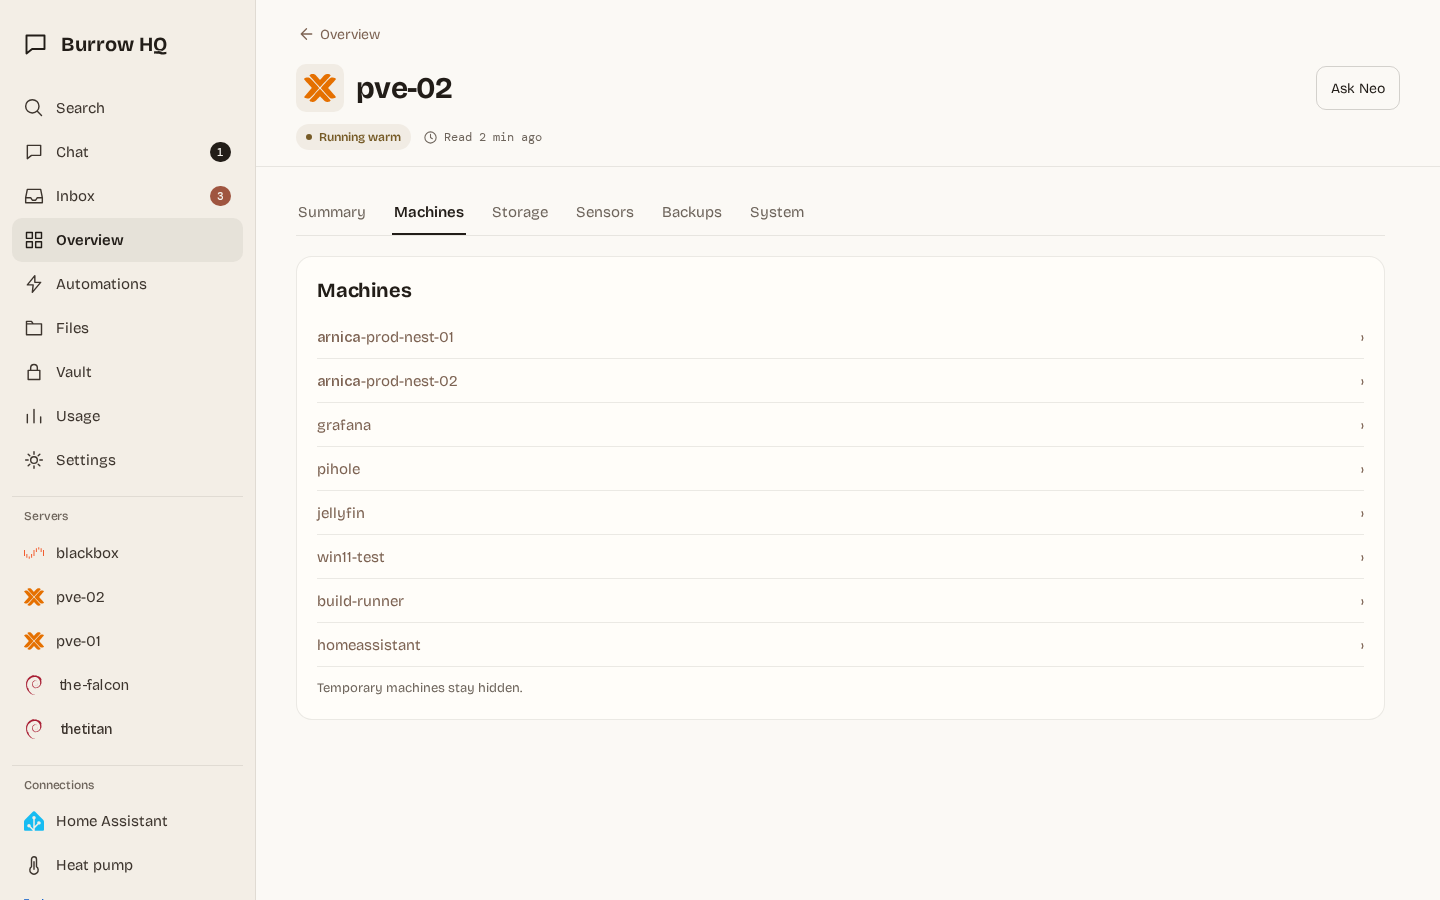 Burrow HQ
Search
Chat 1
Inbox 3
Overview
Automations
Files
Vault
Usage
Settings
Servers
blackbox
pve-02
pve-01
the-falcon
thetitan
Connections
Home Assistant
Heat pump
Overview
pve-02
Ask Neo
Running warm
Read 2 min ago
Summary Machines Storage Sensors Backups System
Machines
arnica-prod-nest-01
arnica-prod-nest-02
grafana
pihole
jellyfin
win11-test
build-runner
homeassistant
Temporary machines stay hidden.